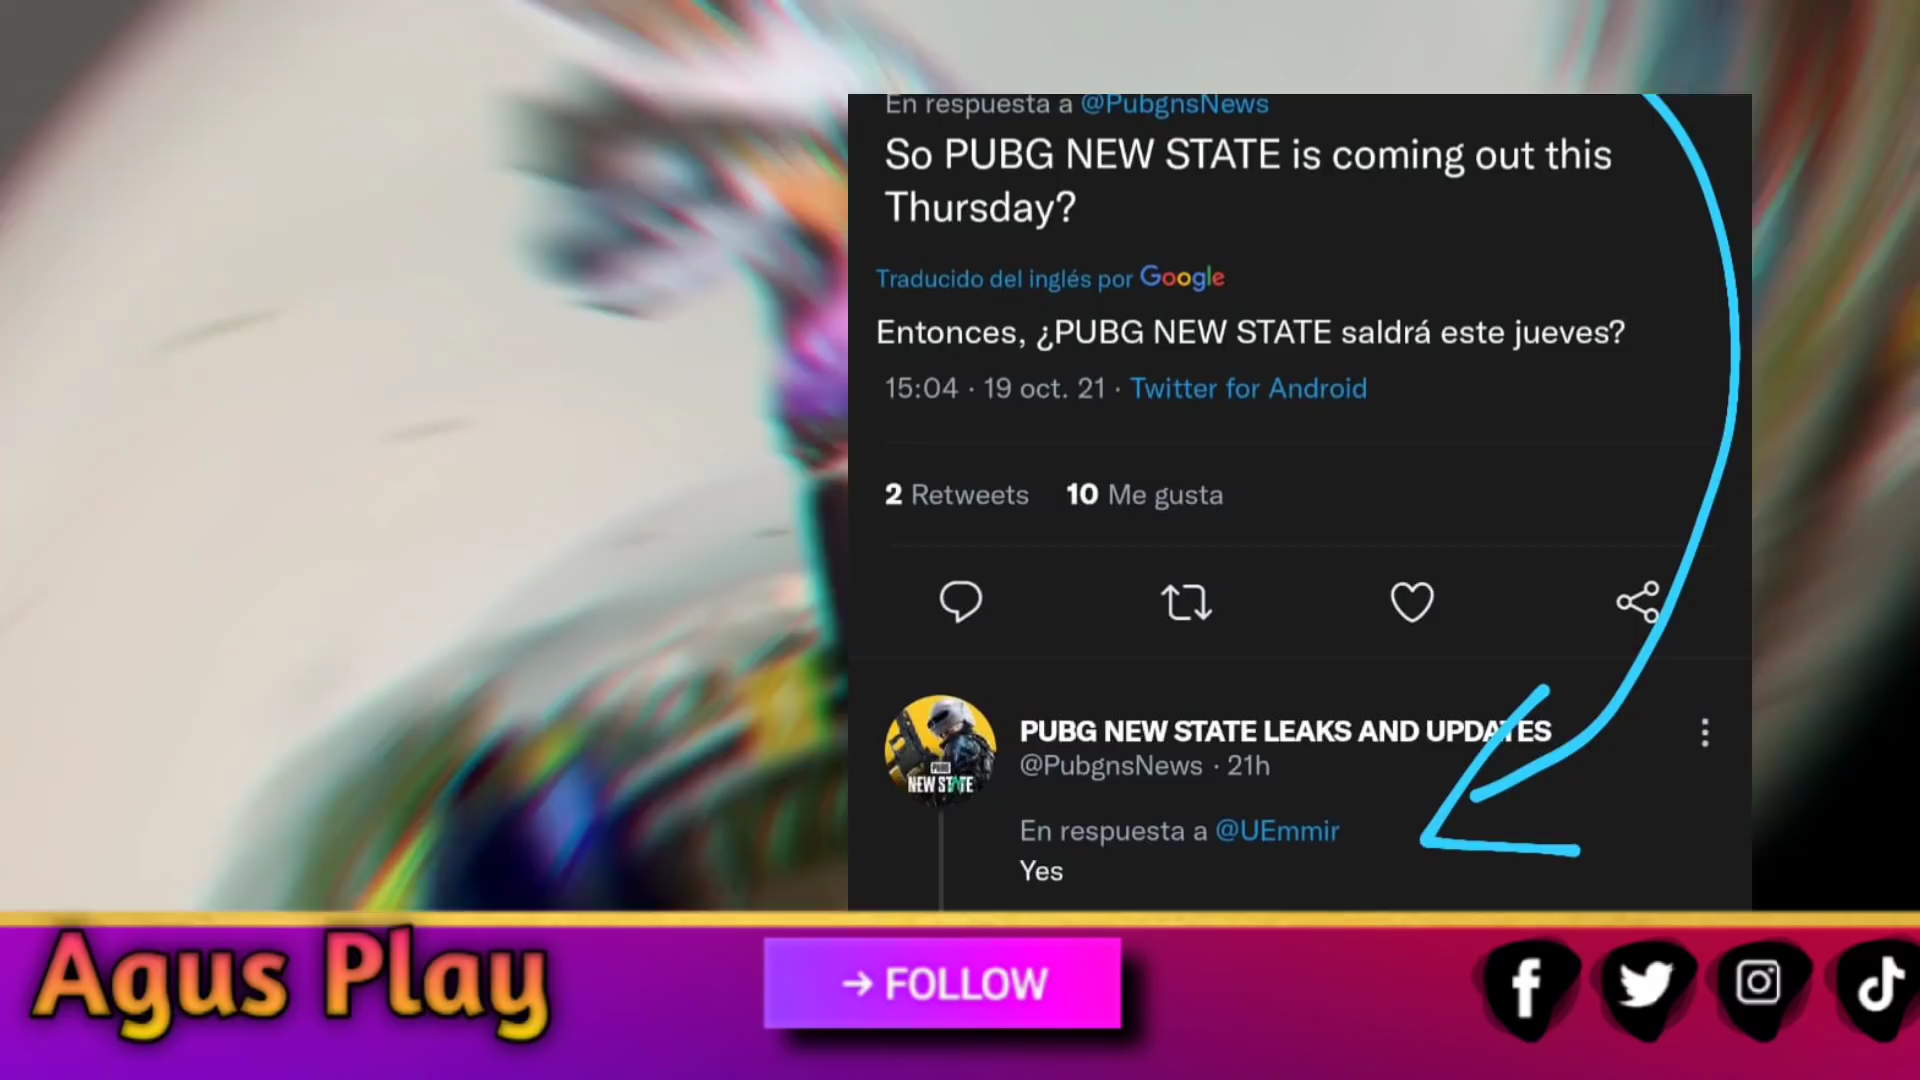 En respuesta a @PubgnsNews
So PUBG NEW STATE is coming out this
Thursday?
Traducido del inglés por Google
Entonces, ¿PUBG NEW STATE saldrá este jueves?
15:04 · 19 oct. 21 · Twitter for Android
2 Retweets 10 Me gusta
PUBG NEW STATE LEAKS AND UPDATES
@PubgnsNews · 21h
PUBG
NEW STATE
En respuesta a @UEmmir
Yes
Agus Play
→ FOLLOW